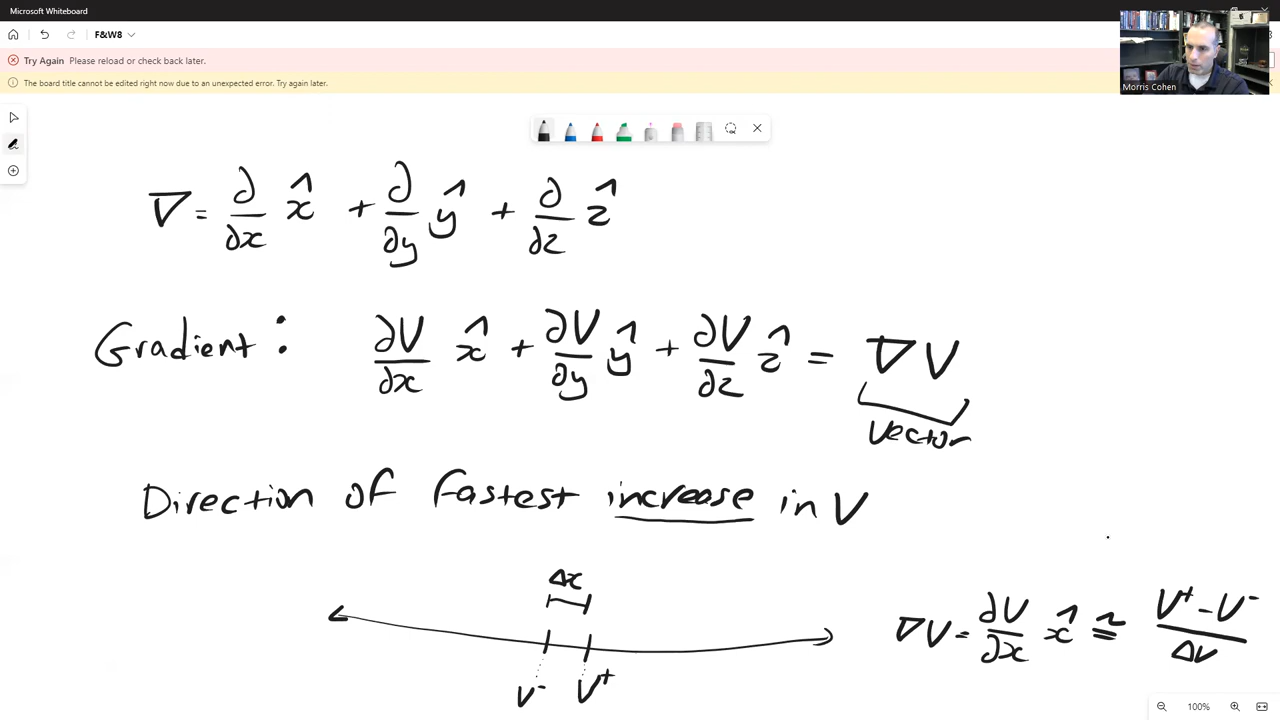 Microsoft Whiteboard
F&W8
Try Again Please reload or check back later.
The board title cannot be edited right now due to an unexpected error. Try again later.
Morris Cohen
∇ = ∂/∂x x̂ + ∂/∂y ŷ + ∂/∂z ẑ
Gradient: ∂V/∂x x̂ + ∂V/∂y ŷ + ∂V/∂z ẑ = ∇V
Vector
Direction of fastest increase in V
Δx
∇V = ∂V/∂x x̂ ≅ V⁺ - V⁻/Δv
V⁻ V⁺
100%